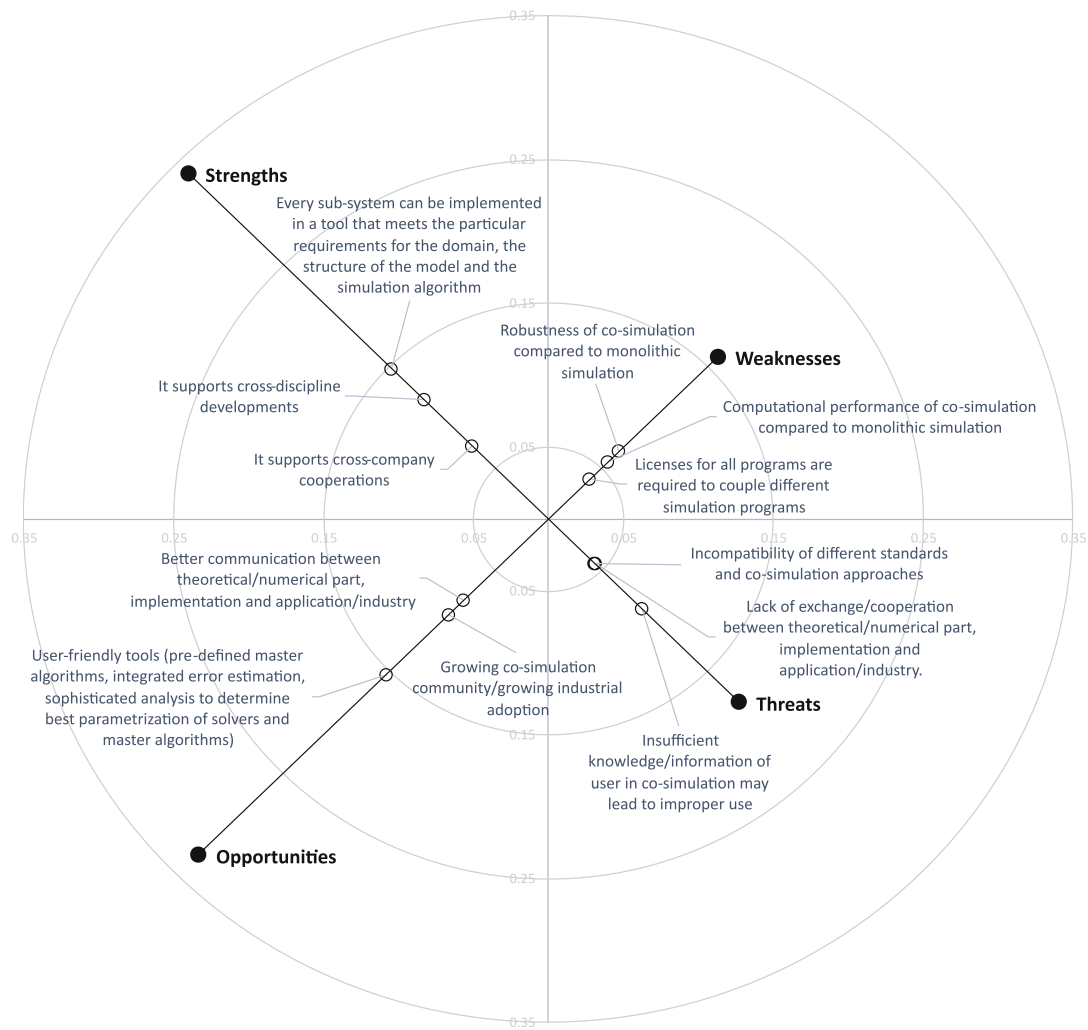 0.35
0.25
Strengths
Every sub-system can be implemented
in a tool that meets the particular
requirements for the domain, the
structure of the model and the
simulation algorithm
0.15
Robustness of co-simulation
compared to monolithic
simulation
Weaknesses
It supports cross-discipline
developments
Computational performance of co-simulation
compared to monolithic simulation
0.05
It supports cross-company
cooperations
Licenses for all programs are
required to couple different
simulation programs
0.35
0.25
0.15
0.05
0.05
0.15
0.25
0.35
Better communication between
theoretical/numerical part,
implementation and application/industry
Incompatibility of different standards
and co-simulation approaches
0.05
Lack of exchange/cooperation
between theoretical/numerical part,
implementation and
application/industry.
User-friendly tools (pre-defined master
algorithms, integrated error estimation,
sophisticated analysis to determine
best parametrization of solvers and
master algorithms)
Growing co-simulation
community/growing industrial
adoption
Threats
0.15
Insufficient
knowledge/information of
user in co-simulation may
lead to improper use
Opportunities
0.25
0.35